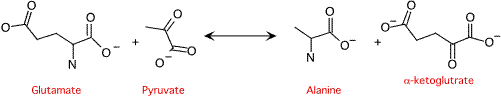 O O O O O O⁻
O⁻ O⁻ + O⁻ O O⁻ + ⁻O O⁻
N N O
Glutamate Pyruvate Alanine α-ketoglutrate